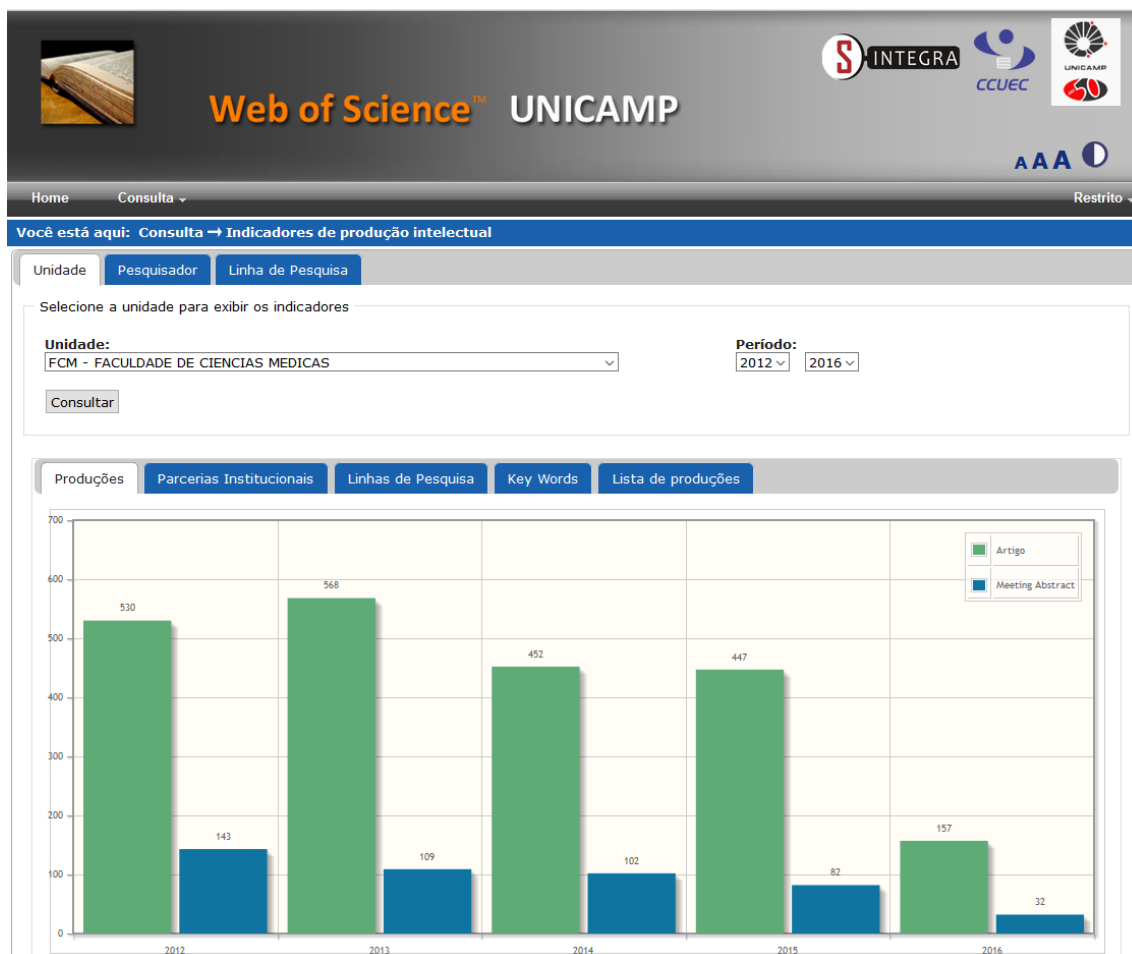 S INTEGRA
CCUEC
UNICAMP
50
Web of Science™ UNICAMP
A A A
Home Consulta Restrito
Você está aqui: Consulta → Indicadores de produção intelectual
Unidade Pesquisador Linha de Pesquisa
Selecione a unidade para exibir os indicadores
Unidade: Período:
FCM - FACULDADE DE CIENCIAS MEDICAS 2012 2016
Consultar
Produções Parcerias Institucionais Linhas de Pesquisa Key Words Lista de produções
700
Artigo
600
Meeting Abstract
568
530
500
452
447
400
300
200
157
143
109
102
100
82
32
0
2012 2013 2014 2015 2016